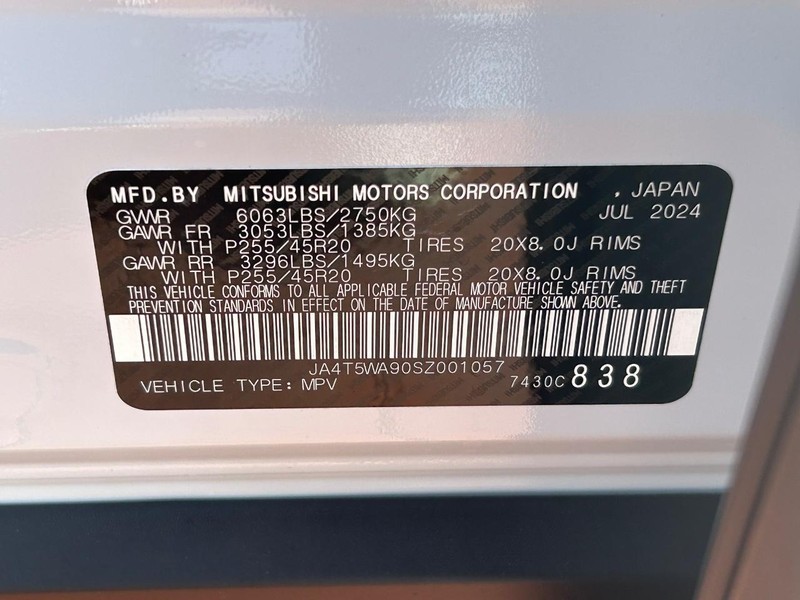 MFD.BY MITSUBISHI MOTORS CORPORATION , JAPAN
GVWR 6063LBS/2750KG JUL 2024
GAWR FR 3053LBS/1385KG
WITH P255/45R20 TIRES 20X8.0J RIMS
GAWR RR 3296LBS/1495KG
WITH P255/45R20 TIRES 20X8.0J RIMS
THIS VEHICLE CONFORMS TO ALL APPLICABLE FEDERAL MOTOR VEHICLE SAFETY AND THEFT
PREVENTION STANDARDS IN EFFECT ON THE DATE OF MANUFACTURE SHOWN ABOVE.
JA4T5WA90SZ001057
VEHICLE TYPE: MPV 7430C 838